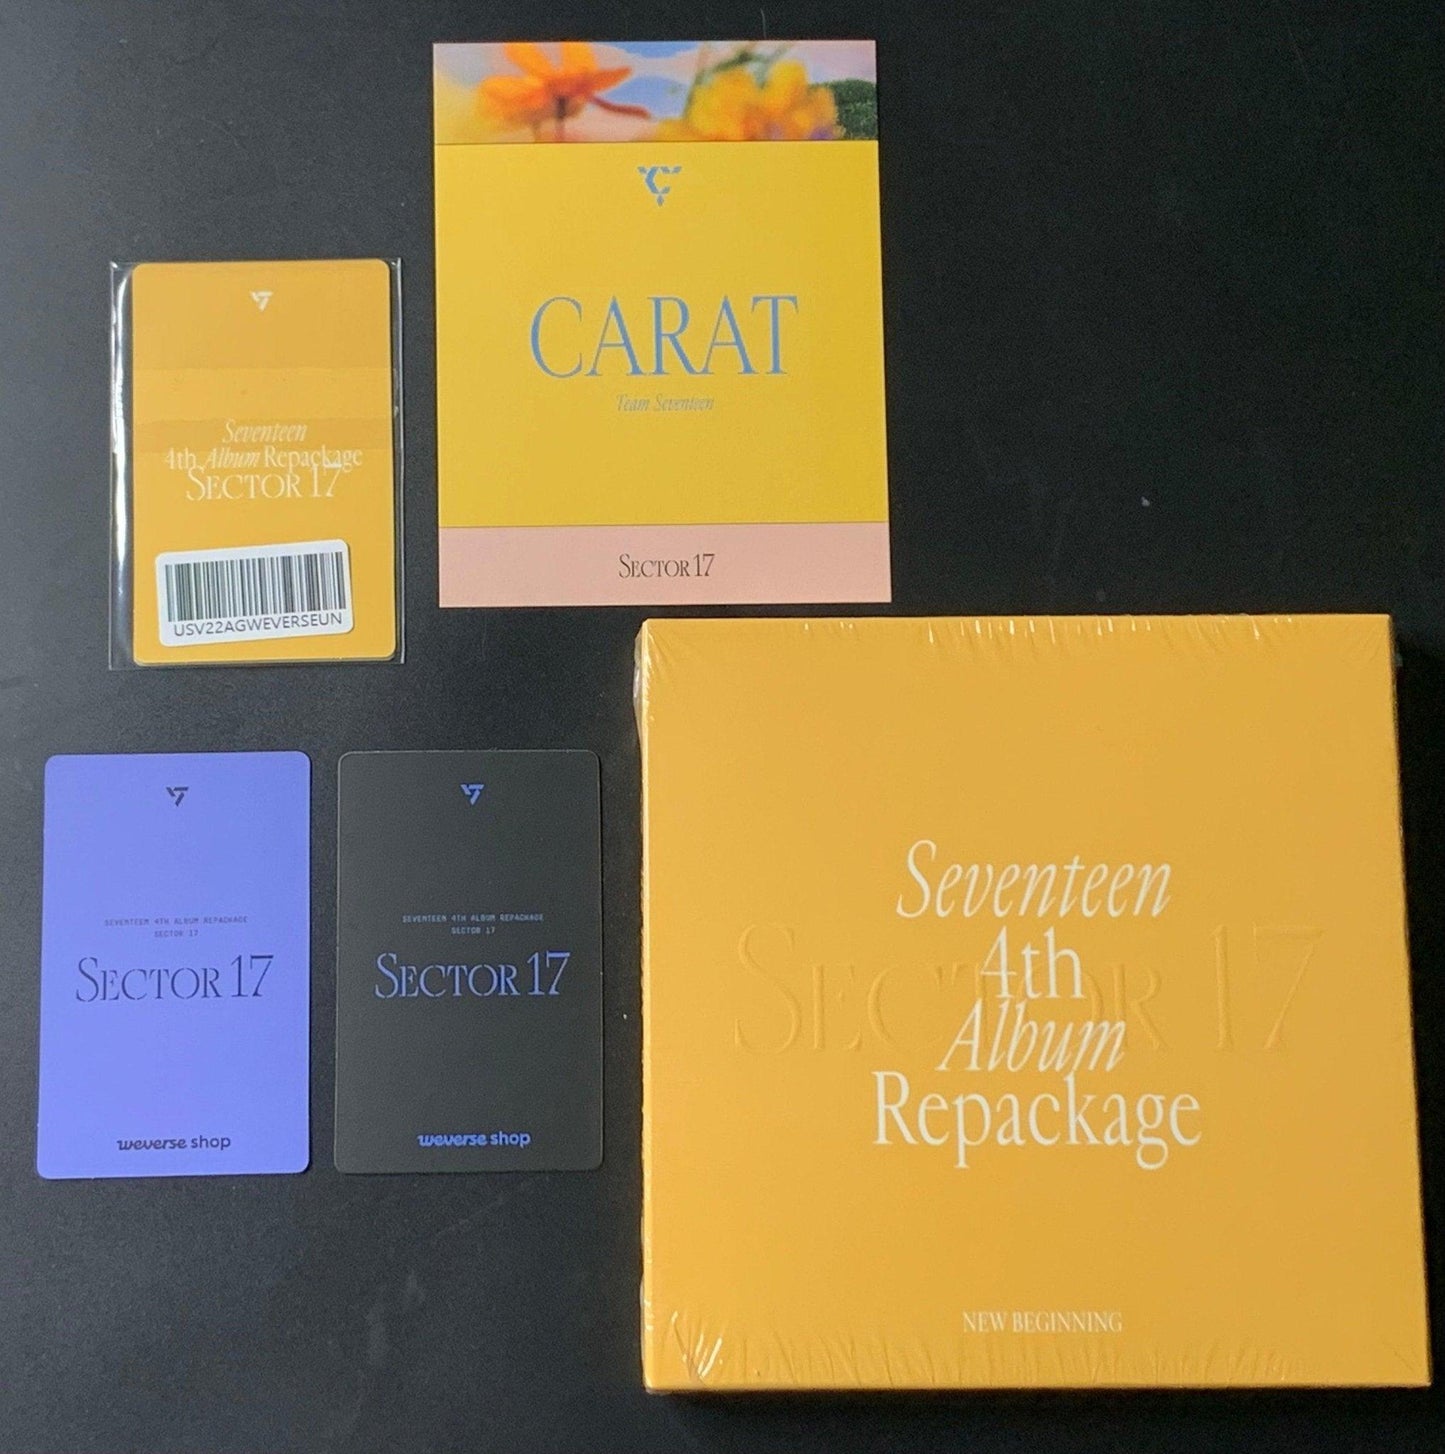 CARAT
Team Seventeen
SECTOR 17
Seventeen
4th Album Repackage
SECTOR 17
USV22AGWEVERSEUN
SEVENTEEN 4TH ALBUM REPACKAGE
SECTOR 17
SECTOR 17
weverse shop
SEVENTEEN 4TH ALBUM REPACKAGE
SECTOR 17
SECTOR 17
weverse shop
Seventeen
4th
SECTOR 17
Album
Repackage
NEW BEGINNING